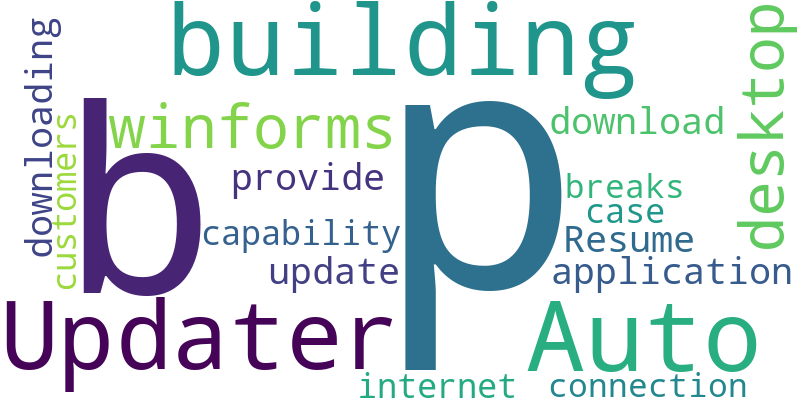 building
desktop
downloading
customers
b
p
winforms
download
provide
breaks
case
capability
Resume
update
application
Updater
Auto
internet
connection